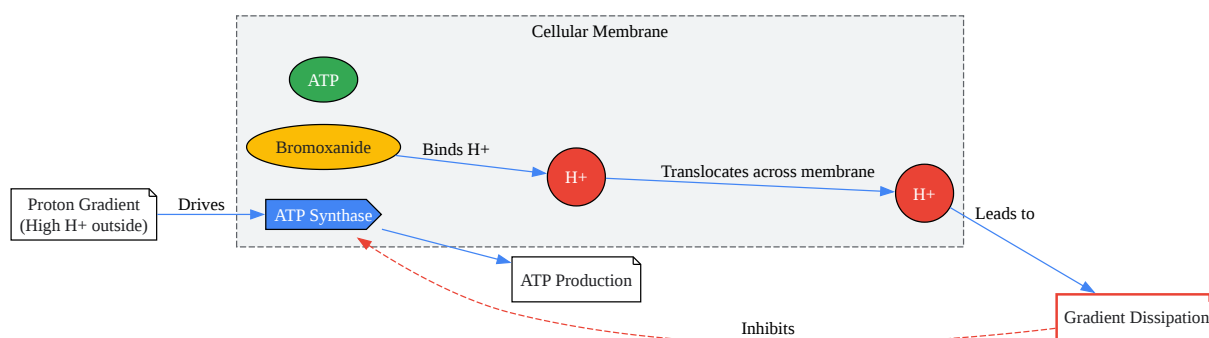 Cellular Membrane
ATP
Bromoxanide
Binds H+
H+
Translocates across membrane
H+
Proton Gradient
(High H+ outside)
Drives
ATP Synthase
Leads to
ATP Production
Gradient Dissipation
Inhibits